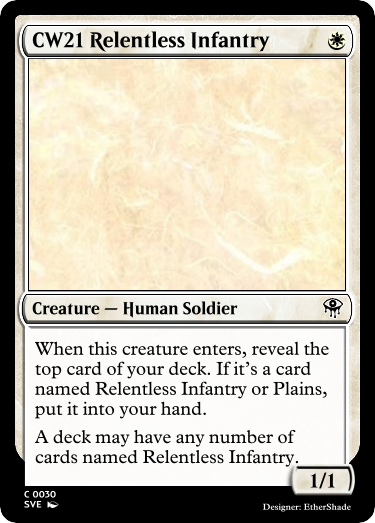 CW21 Relentless Infantry
Creature — Human Soldier
When this creature enters, reveal the
top card of your deck. If it's a card
named Relentless Infantry or Plains,
put it into your hand.
A deck may have any number of
cards named Relentless Infantry.
1/1
C 0030
SVE
Designer: EtherShade